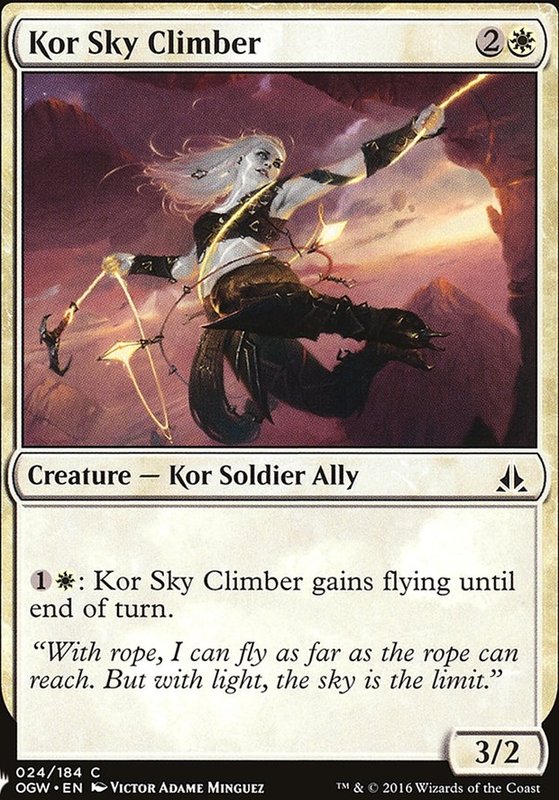 Kor Sky Climber 2
Creature — Kor Soldier Ally
1: Kor Sky Climber gains flying until
end of turn.
“With rope, I can fly as far as the rope can
reach. But with light, the sky is the limit.”
3/2
024/184 C
OGW • EN Victor Adame Minguez
™ & © 2016 Wizards of the Coast